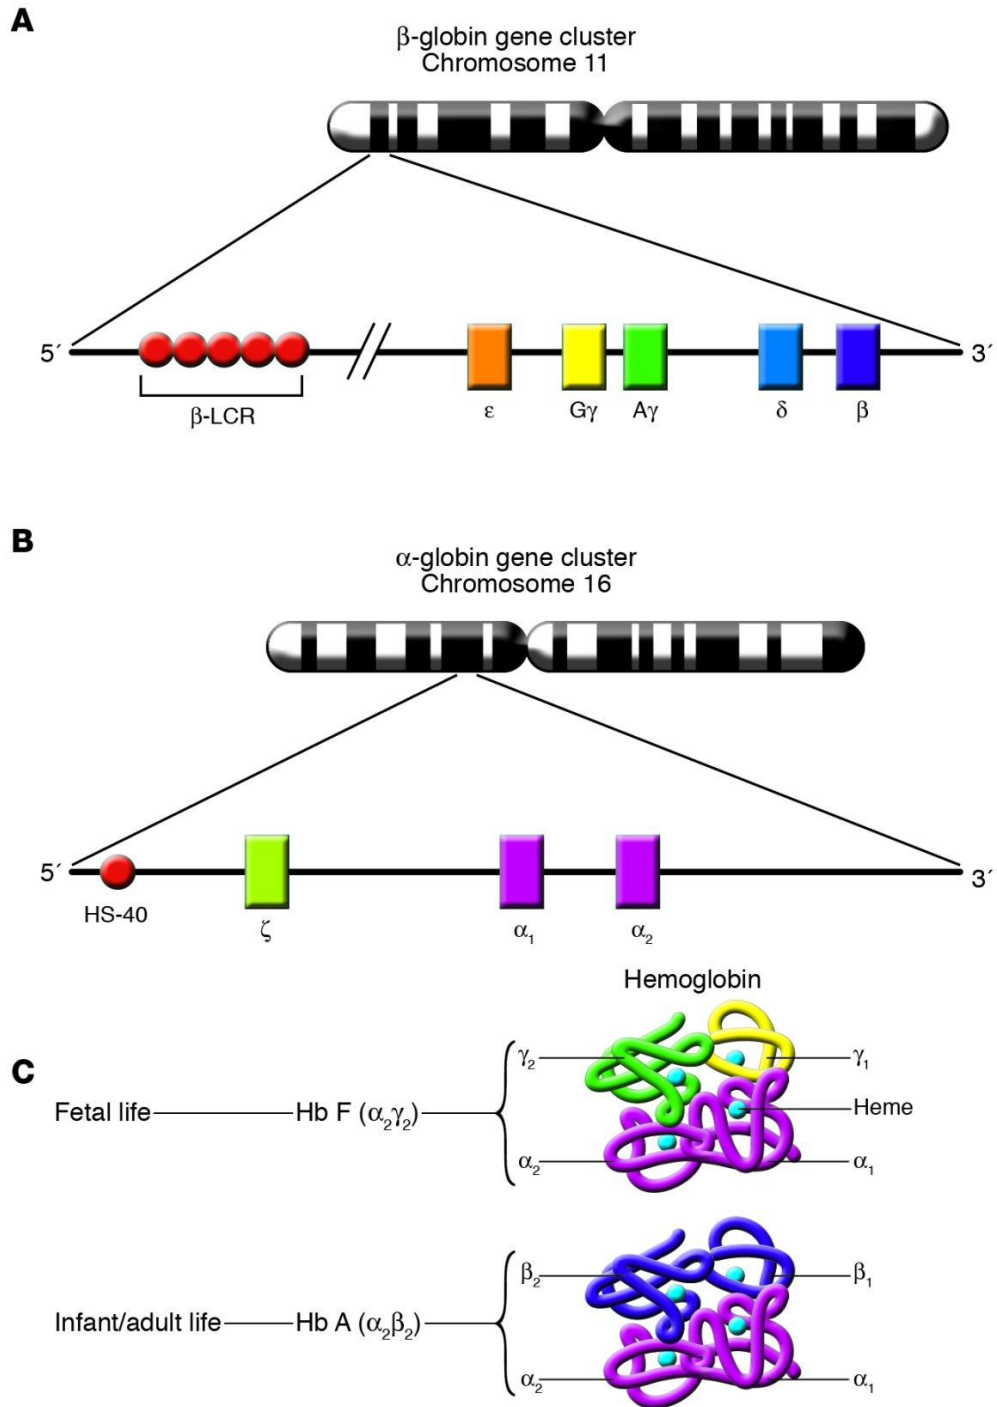 A
β-globin gene cluster
Chromosome 11
5´
3´
β-LCR
ε
Gγ
Aγ
δ
β
B
α-globin gene cluster
Chromosome 16
5´
3´
HS-40
ζ
α₁
α₂
Hemoglobin
C
γ₂
γ₁
Fetal life
Hb F (α₂γ₂)
Heme
α₂
α₁
β₂
β₁
Infant/adult life
Hb A (α₂β₂)
α₂
α₁